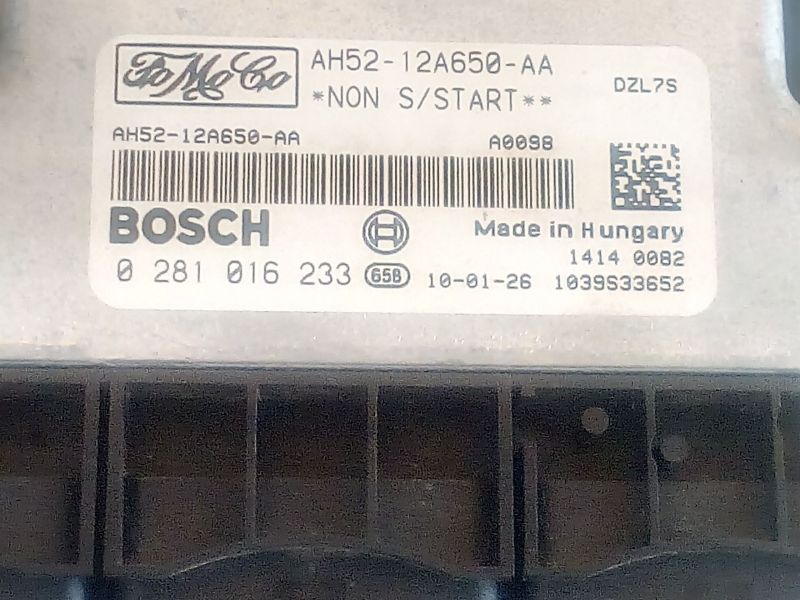 FoMoCo
AH52-12A650-AA
*NON S/START**
DZL7S
AH52-12A650-AA
A0098
BOSCH
Made in Hungary
1414 0082
0 281 016 233
65B
10-01-26
1039S33652